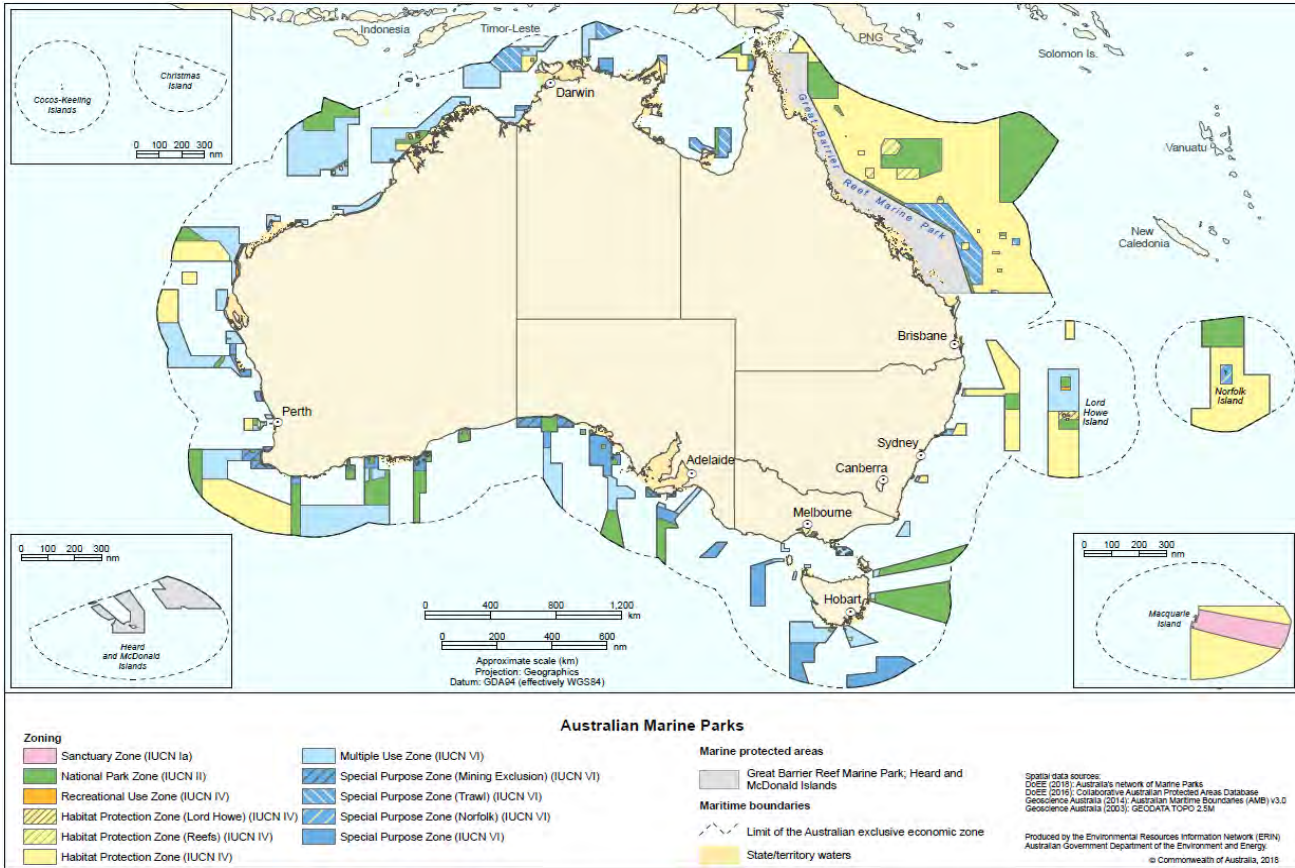 Indonesia
Timor-Leste
PNG
Solomon Is.
Vanuatu
New
Caledonia
Cocos-Keeling
Islands
Christmas
Island
0 100 200 300
nm
Darwin
Great Barrier
Reef Marine Park
Brisbane
Perth
Adelaide
Sydney
Canberra
Melbourne
Hobart
Lord
Howe
Island
Norfolk
Island
0 100 200 300
nm
Heard
and McDonald
Islands
0 400 800 1,200
km
0 200 400 600
nm
Approximate scale (km)
Projection: Geographics
Datum: GDA94 (effectively WGS84)
0 100 200 300
nm
Macquarie
Island
Australian Marine Parks
Zoning
Sanctuary Zone (IUCN Ia)
National Park Zone (IUCN II)
Recreational Use Zone (IUCN IV)
Habitat Protection Zone (Lord Howe) (IUCN IV)
Habitat Protection Zone (Reefs) (IUCN IV)
Habitat Protection Zone (IUCN IV)
Multiple Use Zone (IUCN VI)
Special Purpose Zone (Mining Exclusion) (IUCN VI)
Special Purpose Zone (Trawl) (IUCN VI)
Special Purpose Zone (Norfolk) (IUCN VI)
Special Purpose Zone (IUCN VI)
Marine protected areas
Great Barrier Reef Marine Park; Heard and
McDonald Islands
Maritime boundaries
Limit of the Australian exclusive economic zone
State/territory waters
Spatial data sources:
DoEE (2018): Australia's network of Marine Parks
DoEE (2016): Collaborative Australian Protected Areas Database
Geoscience Australia (2014): Australian Maritime Boundaries (AMB) v3.0
Geoscience Australia (2003): GEODATA TOPO 2.5M
Produced by the Environmental Resources Information Network (ERIN)
Australian Government Department of the Environment and Energy.
© Commonwealth of Australia, 2018